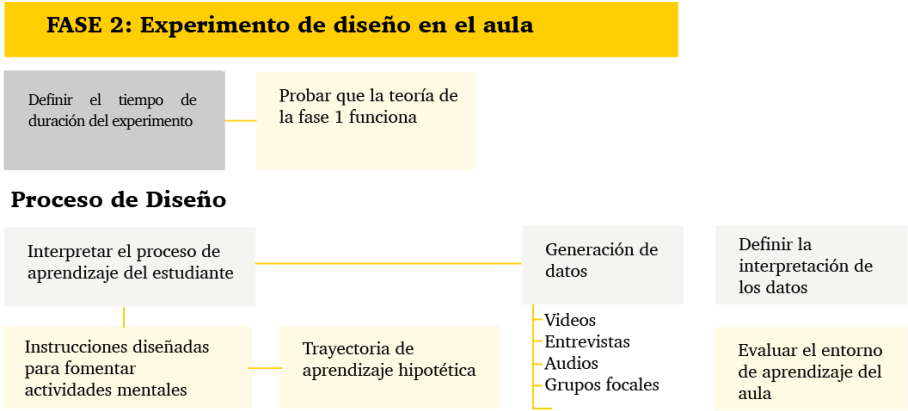 FASE 2: Experimento de diseño en el aula
Definir el tiempo de
duración del experimento
Probar que la teoría de
la fase 1 funciona
Proceso de Diseño
Interpretar el proceso de
aprendizaje del estudiante
Generación de
datos
Definir la
interpretación de
los datos
Instrucciones diseñadas
para fomentar
actividades mentales
Trayectoria de
aprendizaje hipotética
Videos
Entrevistas
Audios
Grupos focales
Evaluar el entorno
de aprendizaje del
aula